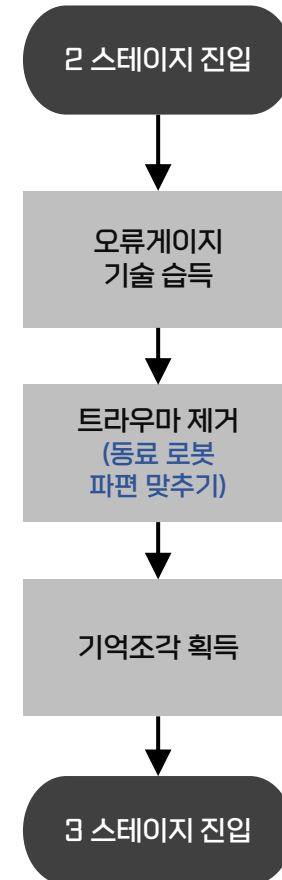 2 스테이지 진입
오류게이지
기술 습득
트라우마 제거
(동료 로봇
파편 맞추기)
기억조각 획득
3 스테이지 진입